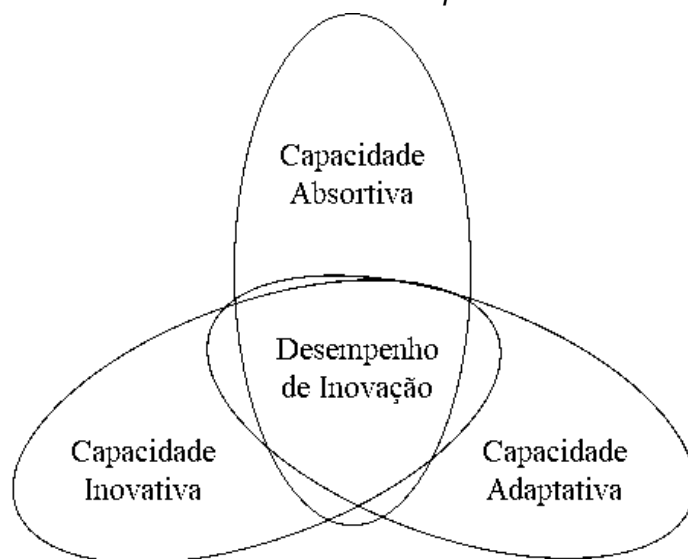 Capacidade
Absortiva
Desempenho
de Inovação
Capacidade
Inovativa
Capacidade
Adaptativa